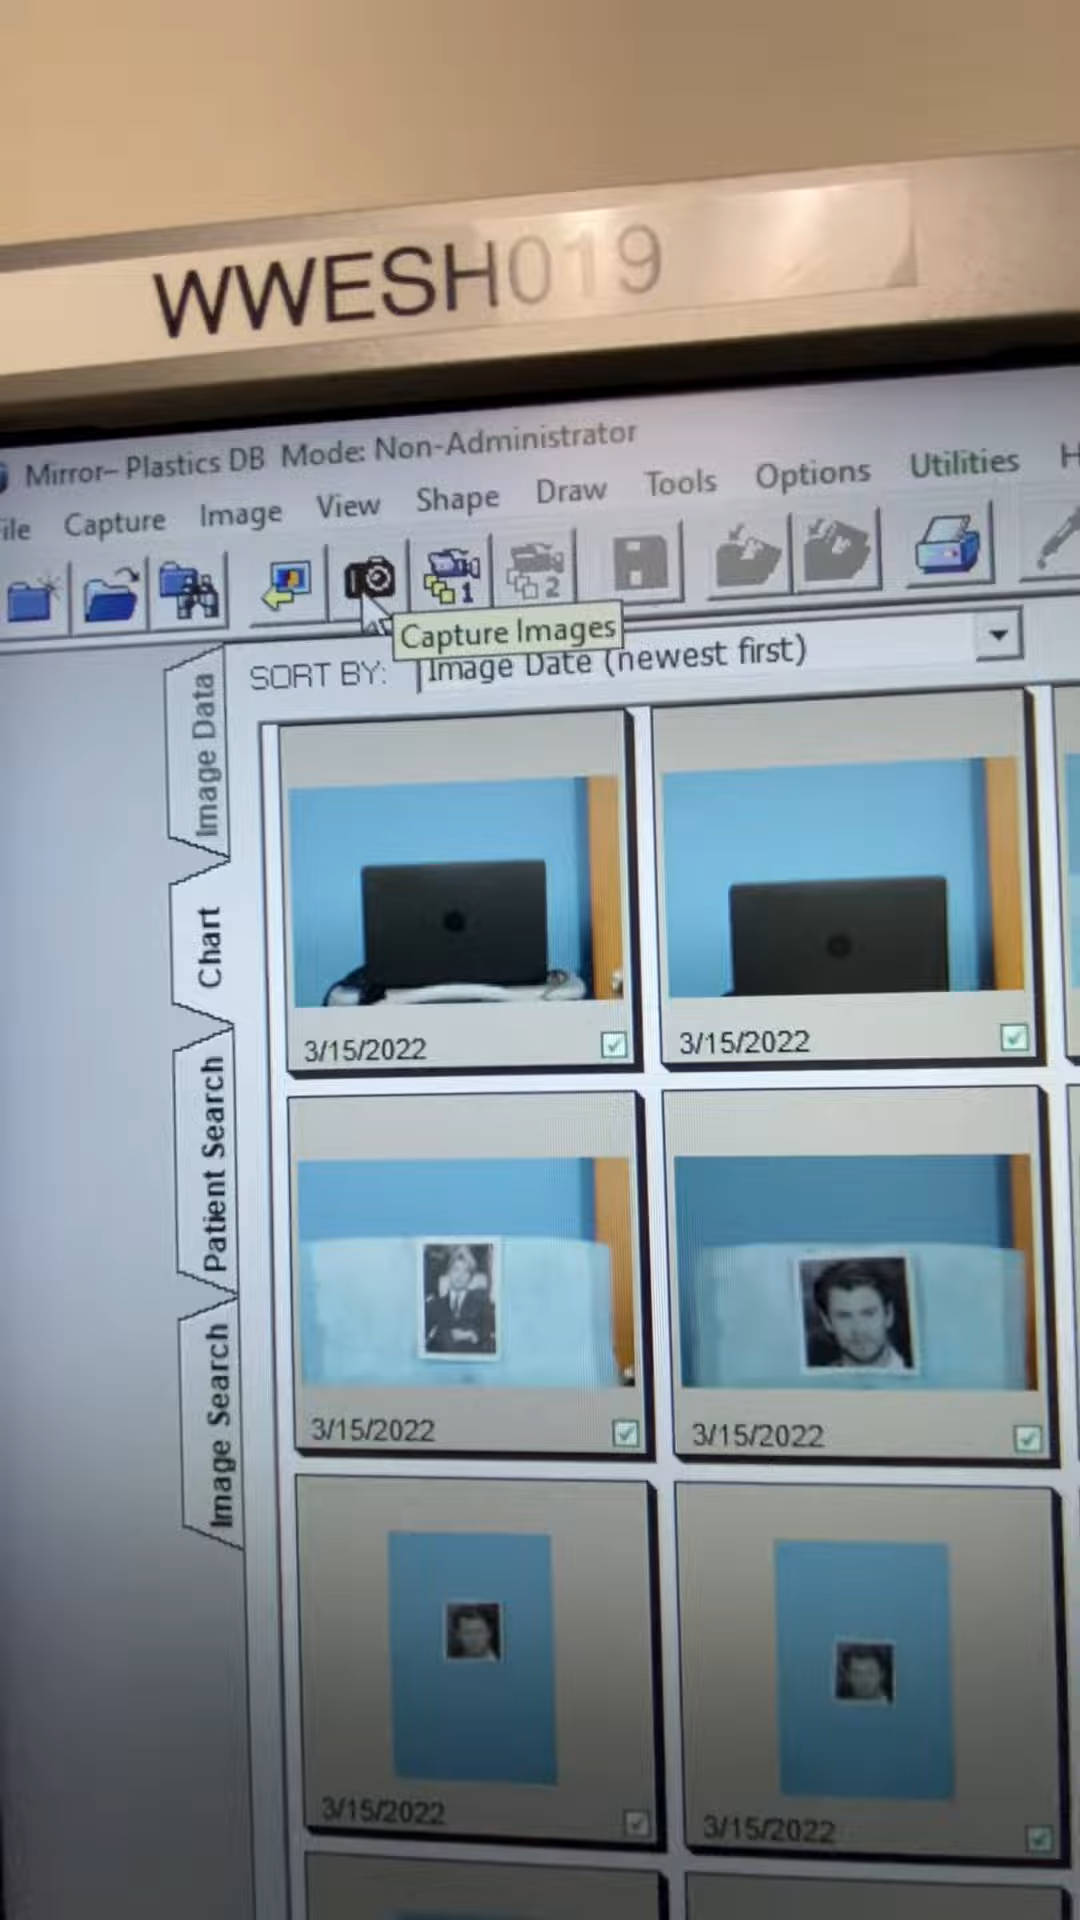 WWESH019
Mirror– Plastics DB Mode: Non-Administrator
ile Capture Image View Shape Draw Tools Options Utilities H
1 2
Capture Images
SORT BY: Image Date (newest first)
Image Data
Chart
Patient Search
Image Search
3/15/2022 3/15/2022
3/15/2022 3/15/2022
3/15/2022 3/15/2022